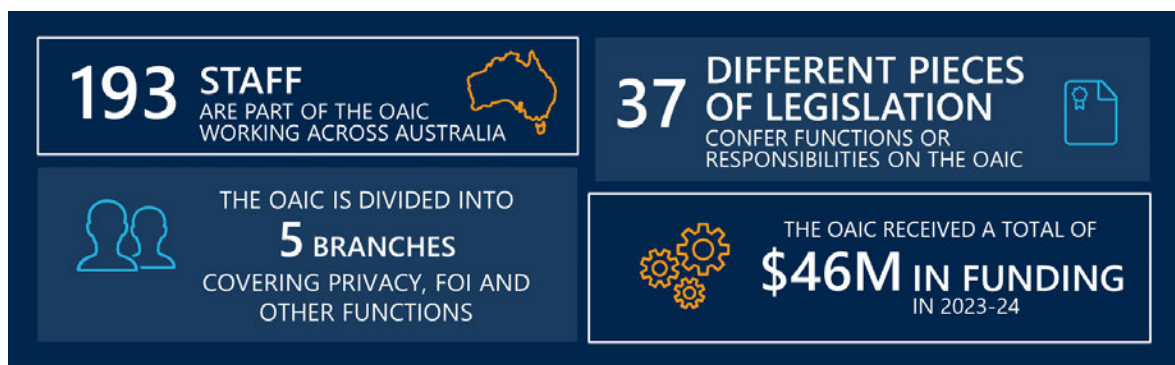 193 STAFF
ARE PART OF THE OAIC
WORKING ACROSS AUSTRALIA
37 DIFFERENT PIECES
OF LEGISLATION
CONFER FUNCTIONS OR
RESPONSIBILITIES ON THE OAIC
THE OAIC IS DIVIDED INTO
5 BRANCHES
COVERING PRIVACY, FOI AND
OTHER FUNCTIONS
THE OAIC RECEIVED A TOTAL OF
$46M IN FUNDING
IN 2023-24